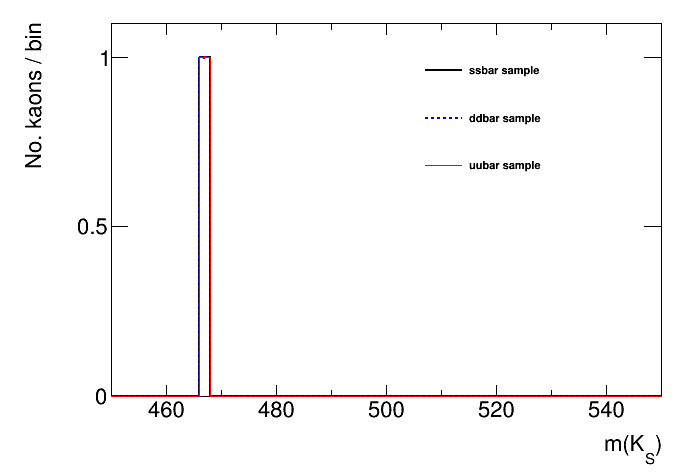 No. kaons / bin
1
0.5
0
ssbar sample
ddbar sample
uubar sample
460 480 500 520 540
m(K_S)